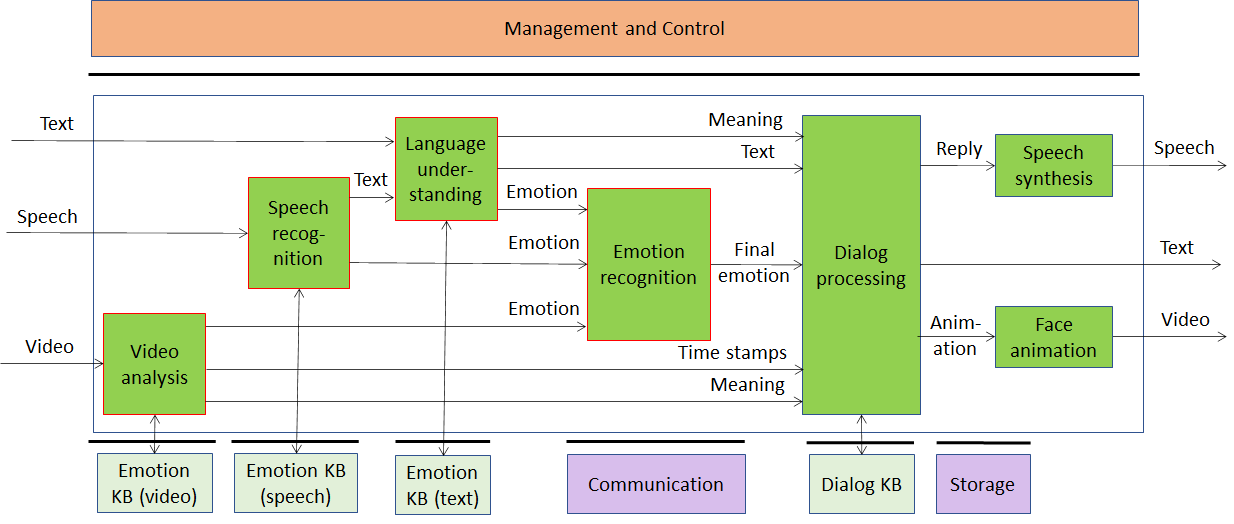 Management and Control
Text
Speech
Video
Video
analysis
Speech
recog-
nition
Text
Language
under-
standing
Meaning
Text
Emotion
Emotion
Emotion
Emotion
recognition
Final
emotion
Time stamps
Meaning
Dialog
processing
Reply
Speech
synthesis
Speech
Text
Anim-
ation
Face
animation
Video
Emotion
KB (video)
Emotion KB
(speech)
Emotion
KB (text)
Communication
Dialog KB
Storage